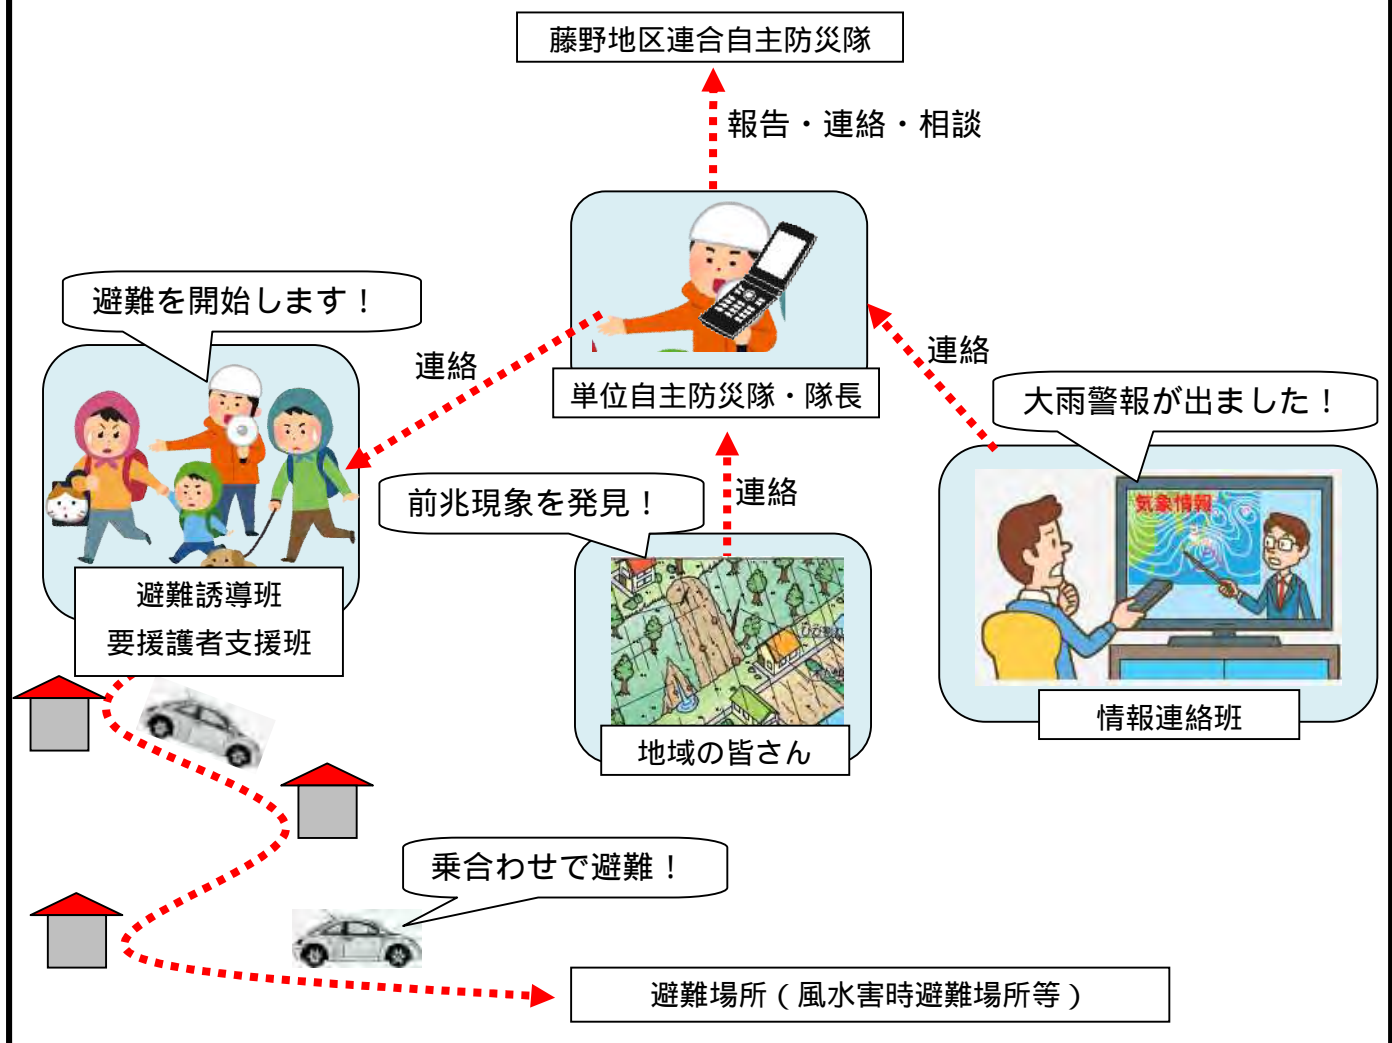 藤野地区連合自主防災隊
報告・連絡・相談
避難を開始します！
連絡
単位自主防災隊・隊長
連絡
大雨警報が出ました！
前兆現象を発見！
連絡
気象情報
避難誘導班
要援護者支援班
地域の皆さん
情報連絡班
乗合わせで避難！
避難場所（風水害時避難場所等）